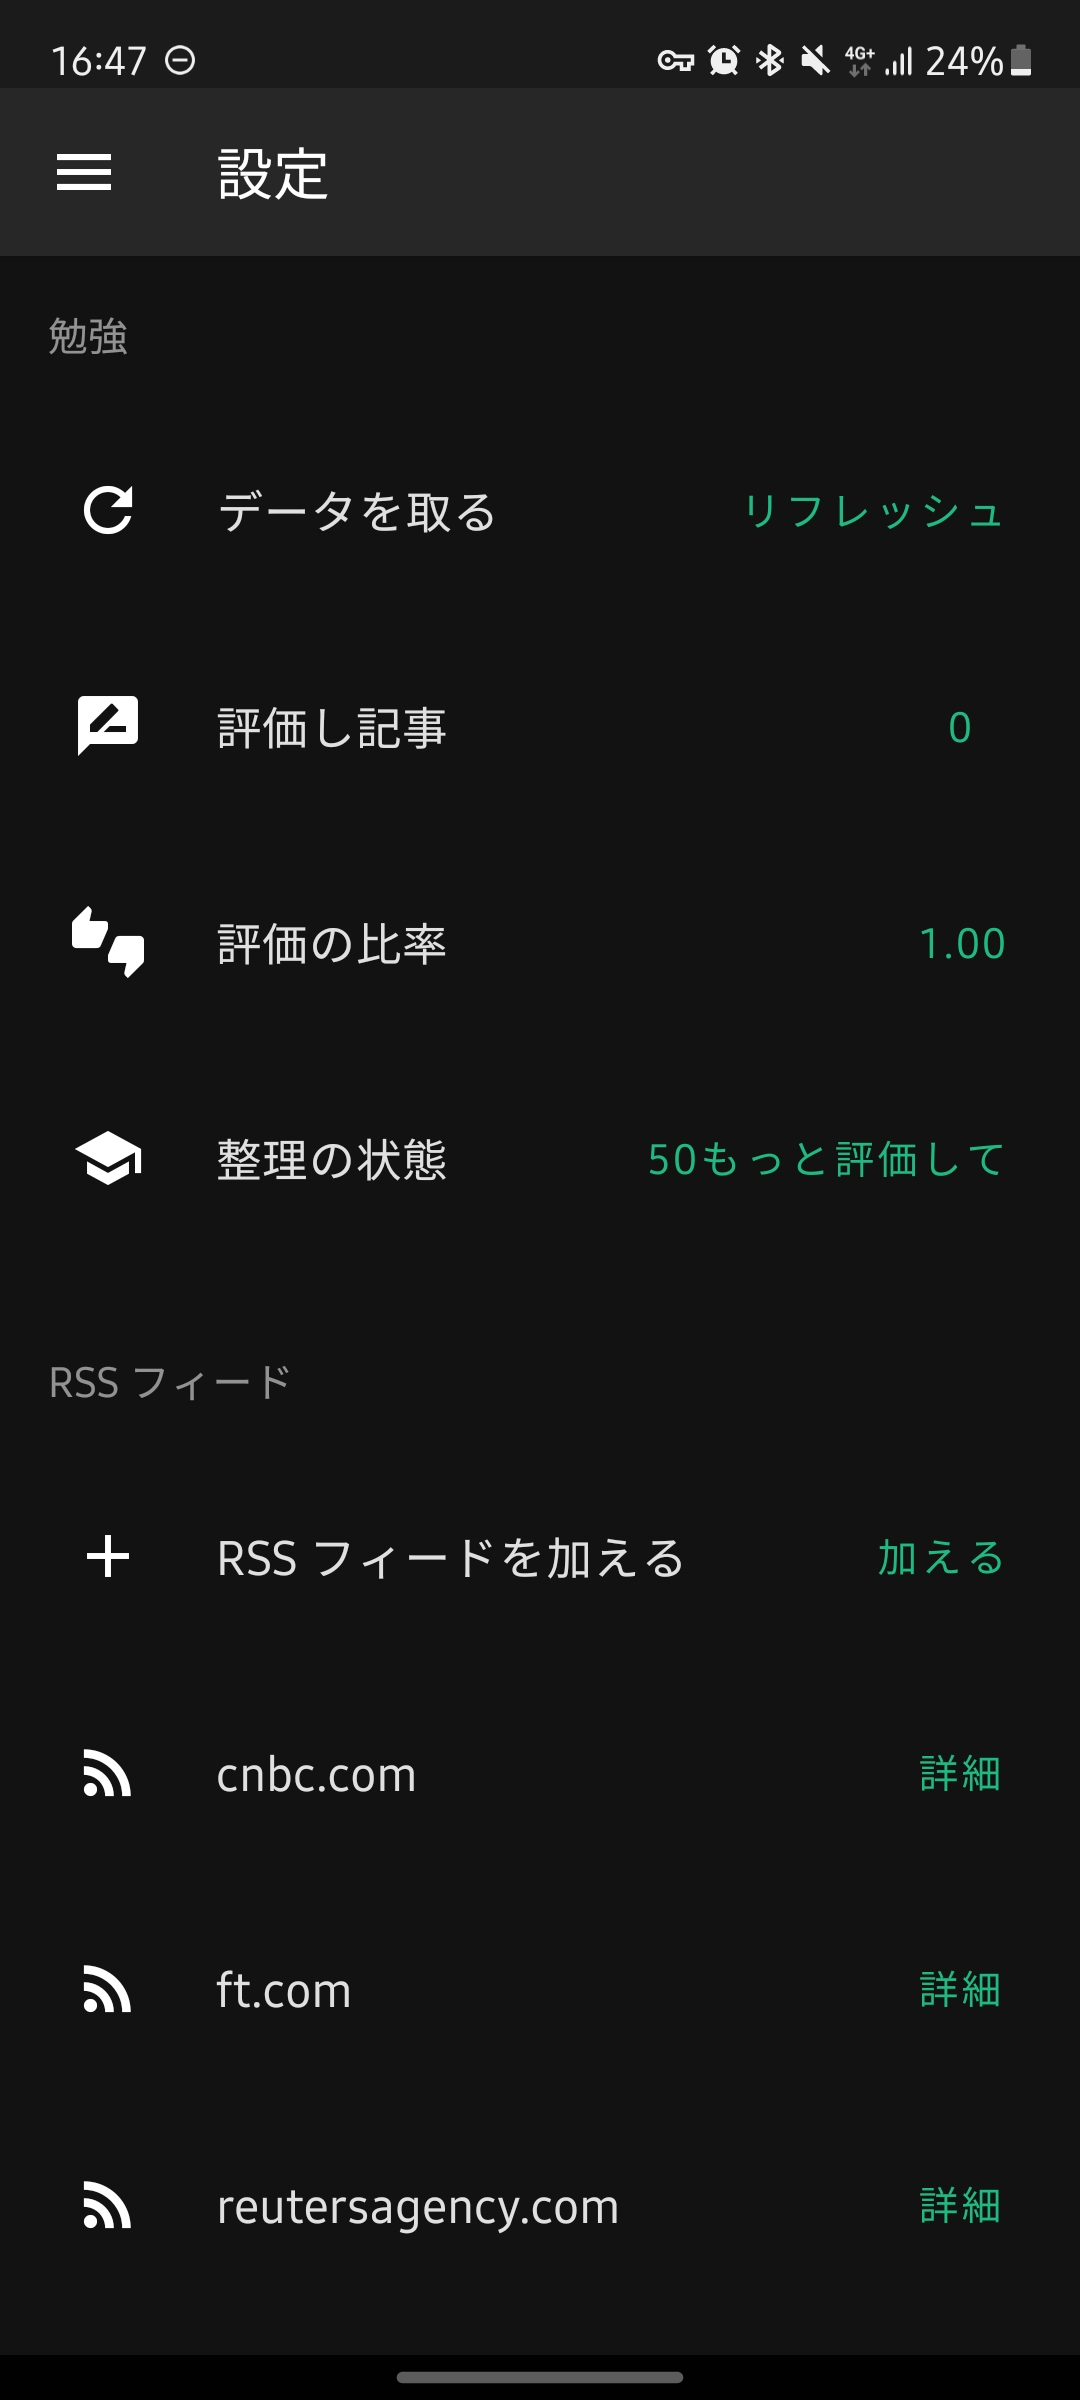 16:47
4G+ 24%
設定
勉強
データを取る リフレッシュ
評価し記事 0
評価の比率 1.00
整理の状態 50もっと評価して
RSS フィード
RSS フィードを加える 加える
cnbc.com 詳細
ft.com 詳細
reutersagency.com 詳細